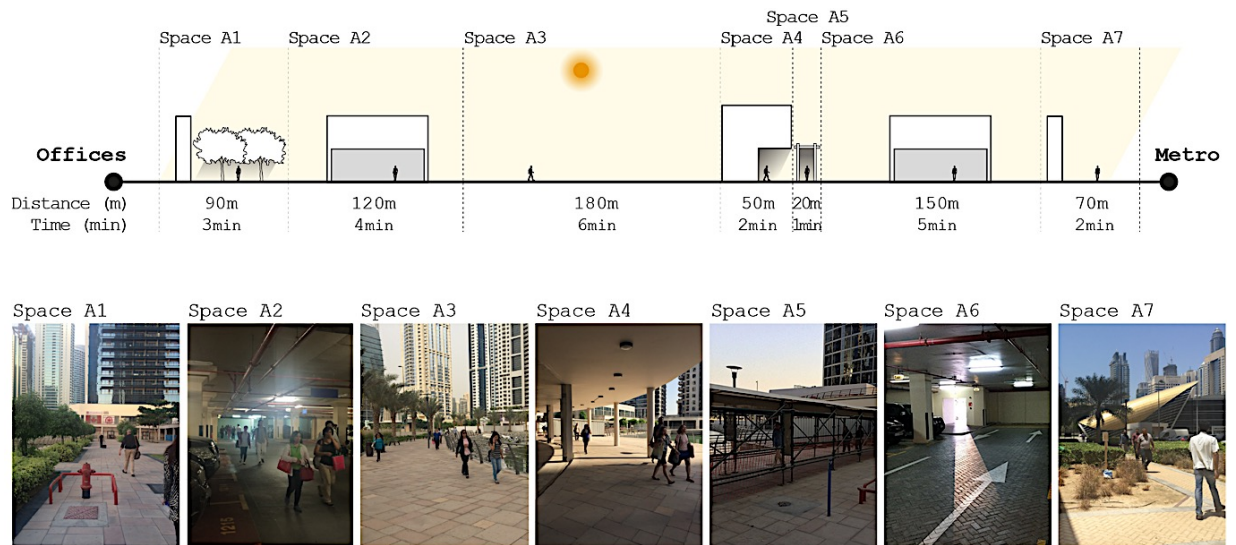 Space A5
Space A1 Space A2 Space A3 Space A4 Space A6 Space A7
Offices Metro
Distance (m) 90m 120m 180m 50m 20m 150m 70m
Time (min) 3min 4min 6min 2min 1min 5min 2min
Space A1 Space A2 Space A3 Space A4 Space A5 Space A6 Space A7
1215